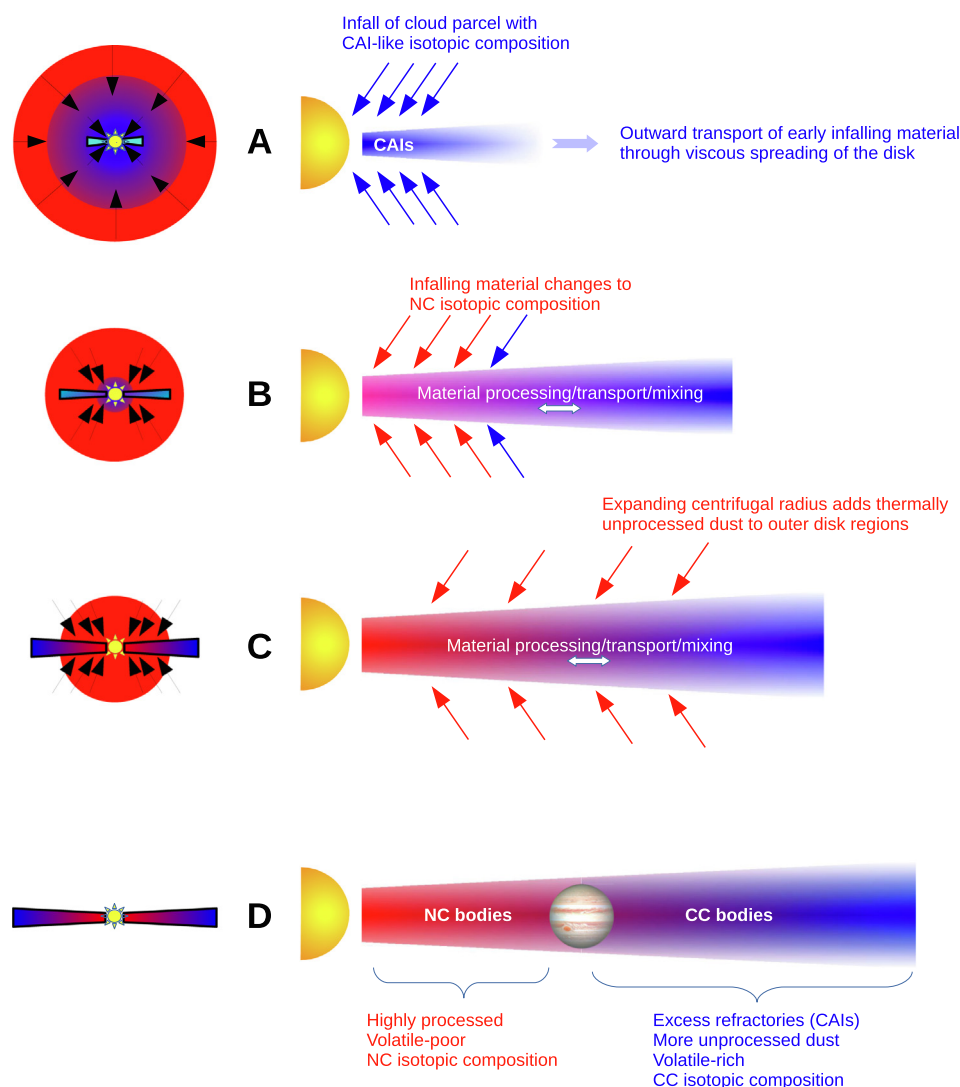 Infall of cloud parcel with
CAI-like isotopic composition
A
CAIs
Outward transport of early infalling material
through viscous spreading of the disk
Infalling material changes to
NC isotopic composition
B
Material processing/transport/mixing
Expanding centrifugal radius adds thermally
unprocessed dust to outer disk regions
C
Material processing/transport/mixing
D
NC bodies
CC bodies
Highly processed
Volatile-poor
NC isotopic composition
Excess refractories (CAIs)
More unprocessed dust
Volatile-rich
CC isotopic composition